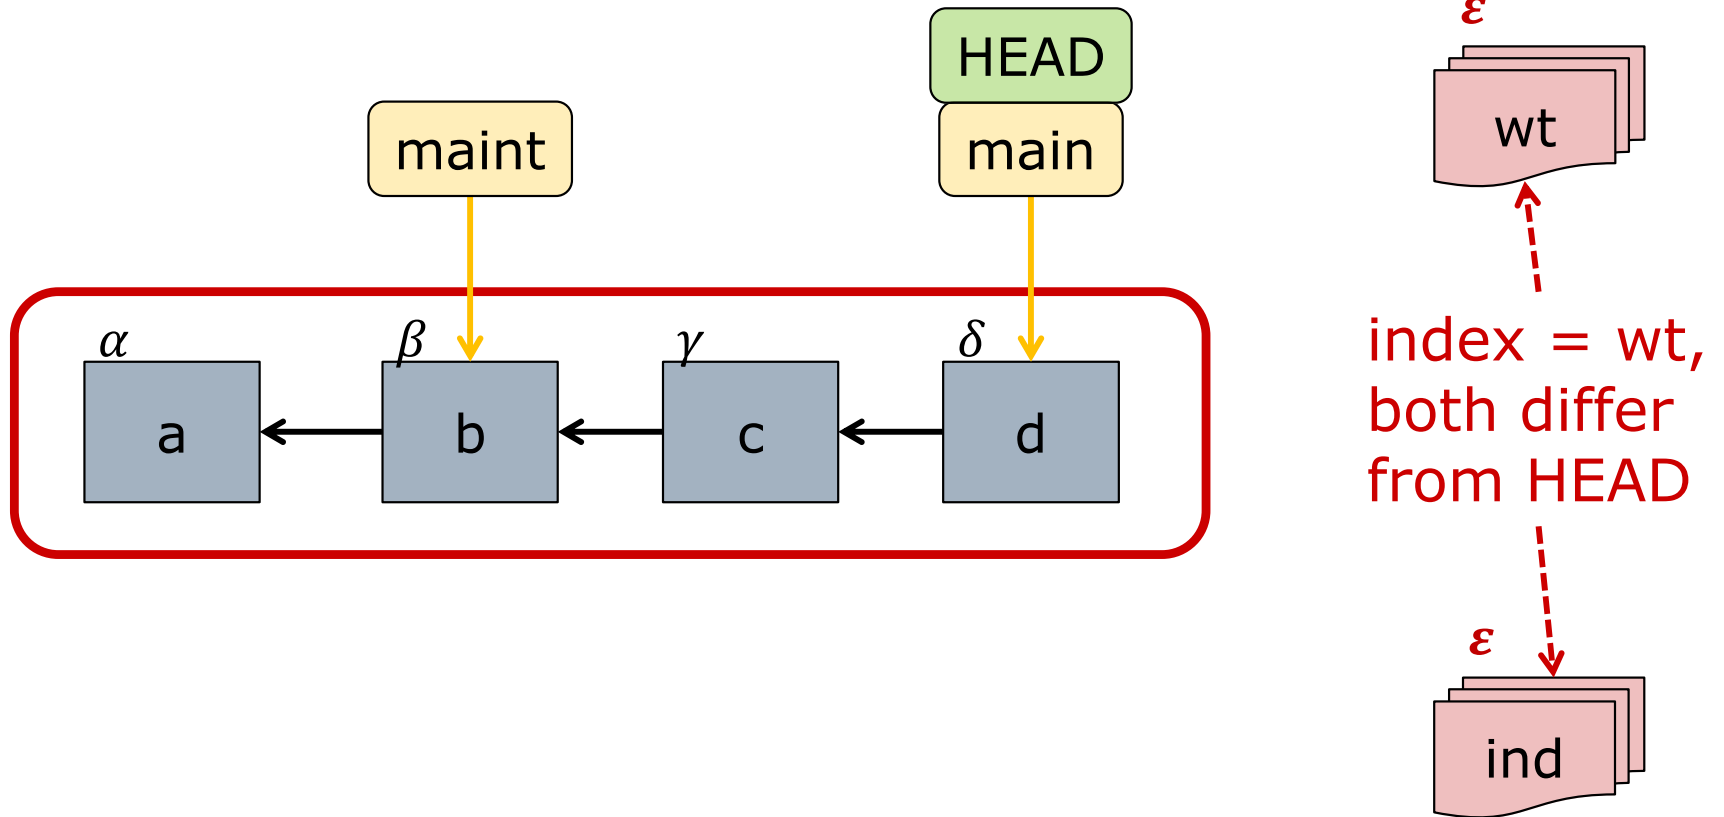 ε
HEAD
wt
maint
main
α
β
γ
δ
index = wt,
both differ
from HEAD
a
b
c
d
ε
ind